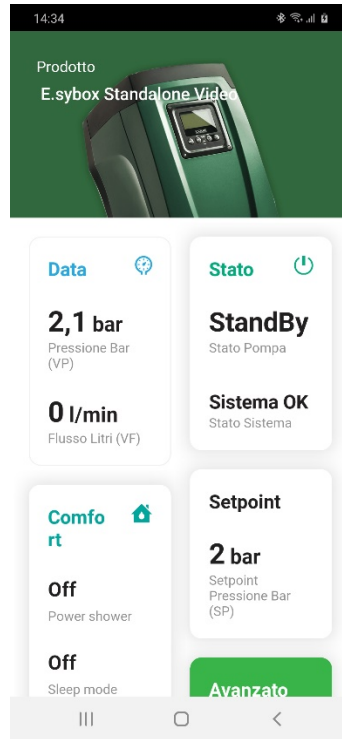 14:34
Prodotto
E.sybox Standalone Video
Data
2,1 bar
Pressione Bar
(VP)
0 l/min
Flusso Litri (VF)
Stato
StandBy
Stato Pompa
Sistema OK
Stato Sistema
Comfo
rt
Off
Power shower
Off
Sleep mode
Setpoint
2 bar
Setpoint
Pressione Bar
(SP)
Avanzato